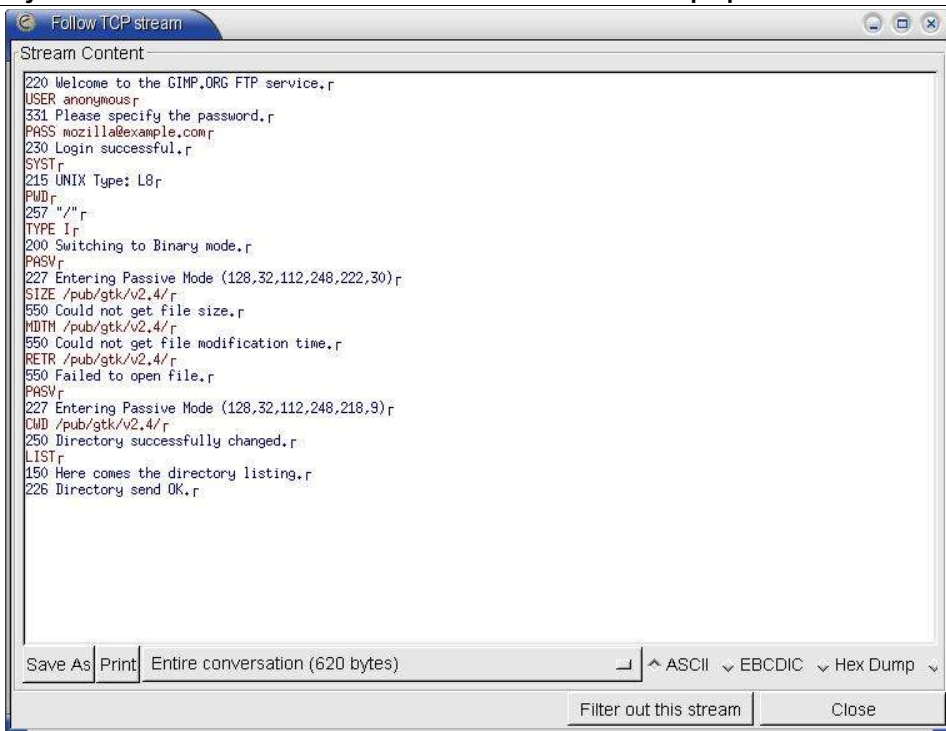 Follow TCP stream
Stream Content
220 Welcome to the GIMP.ORG FTP service.┌
USER anonymous┌
331 Please specify the password.┌
PASS mozilla@example.com┌
230 Login successful.┌
SYST┌
215 UNIX Type: L8┌
PWD┌
257 "/"┌
TYPE I┌
200 Switching to Binary mode.┌
PASV┌
227 Entering Passive Mode (128,32,112,248,222,30)┌
SIZE /pub/gtk/v2.4/┌
550 Could not get file size.┌
MDTM /pub/gtk/v2.4/┌
550 Could not get file modification time.┌
RETR /pub/gtk/v2.4/┌
550 Failed to open file.┌
PASV┌
227 Entering Passive Mode (128,32,112,248,218,9)┌
CWD /pub/gtk/v2.4/┌
250 Directory successfully changed.┌
LIST┌
150 Here comes the directory listing.┌
226 Directory send OK.┌
Save As Print Entire conversation (620 bytes) ASCII EBCDIC Hex Dump
Filter out this stream Close